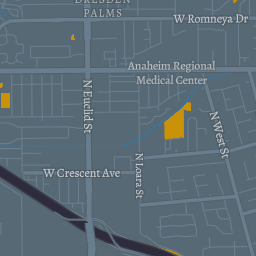 DRESDEN
PALMS
W Romneya Dr
Anaheim Regional
Medical Center
N Euclid St
N West St
N Loara St
W Crescent Ave